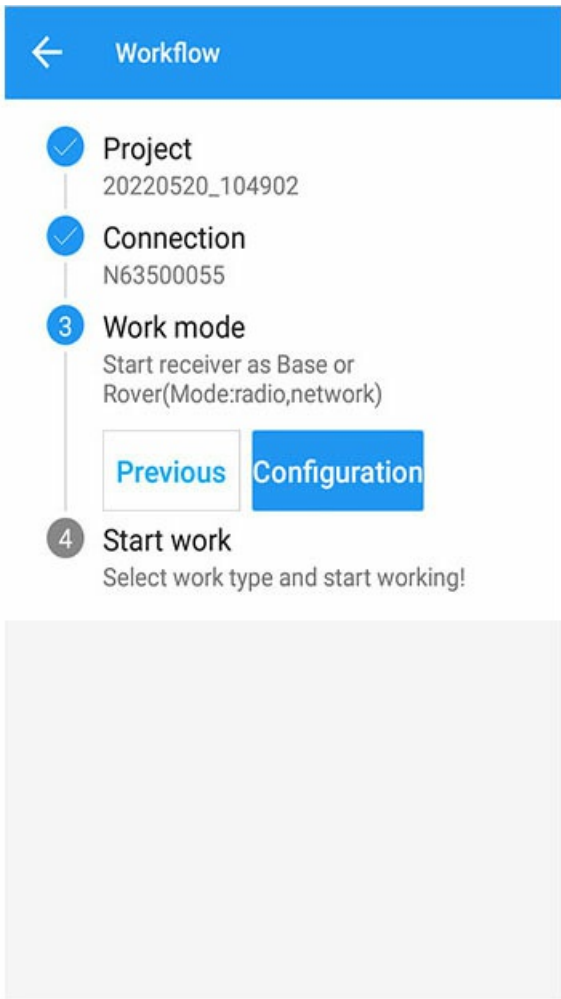 Workflow
Project
20220520_104902
Connection
N63500055
3 Work mode
Start receiver as Base or
Rover(Mode:radio,network)
Previous Configuration
4 Start work
Select work type and start working!